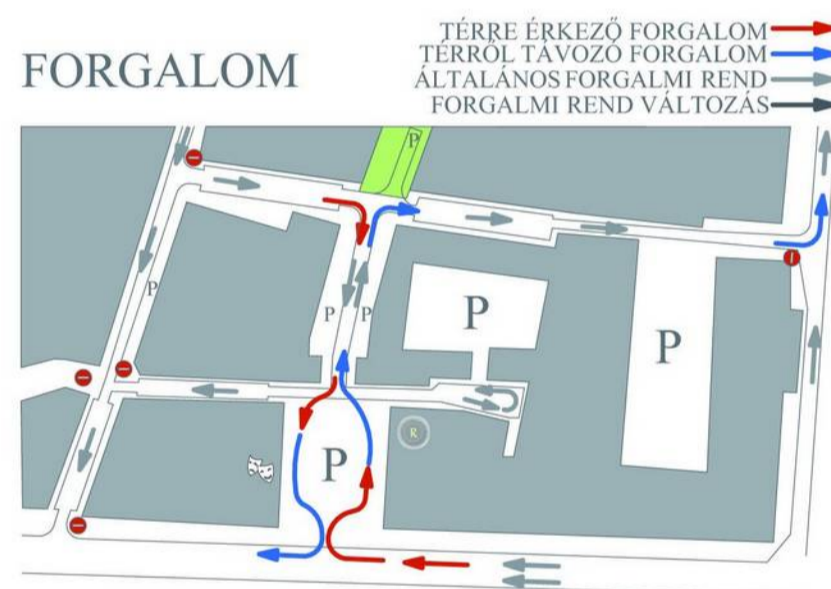 TÉRRE ÉRKEZŐ FORGALOM
FORGALOM
TÉRRŐL TÁVOZÓ FORGALOM
ÁLTALÁNOS FORGALMI REND
FORGALMI REND VÁLTOZÁS
P
P
P
P
P
P
P
R